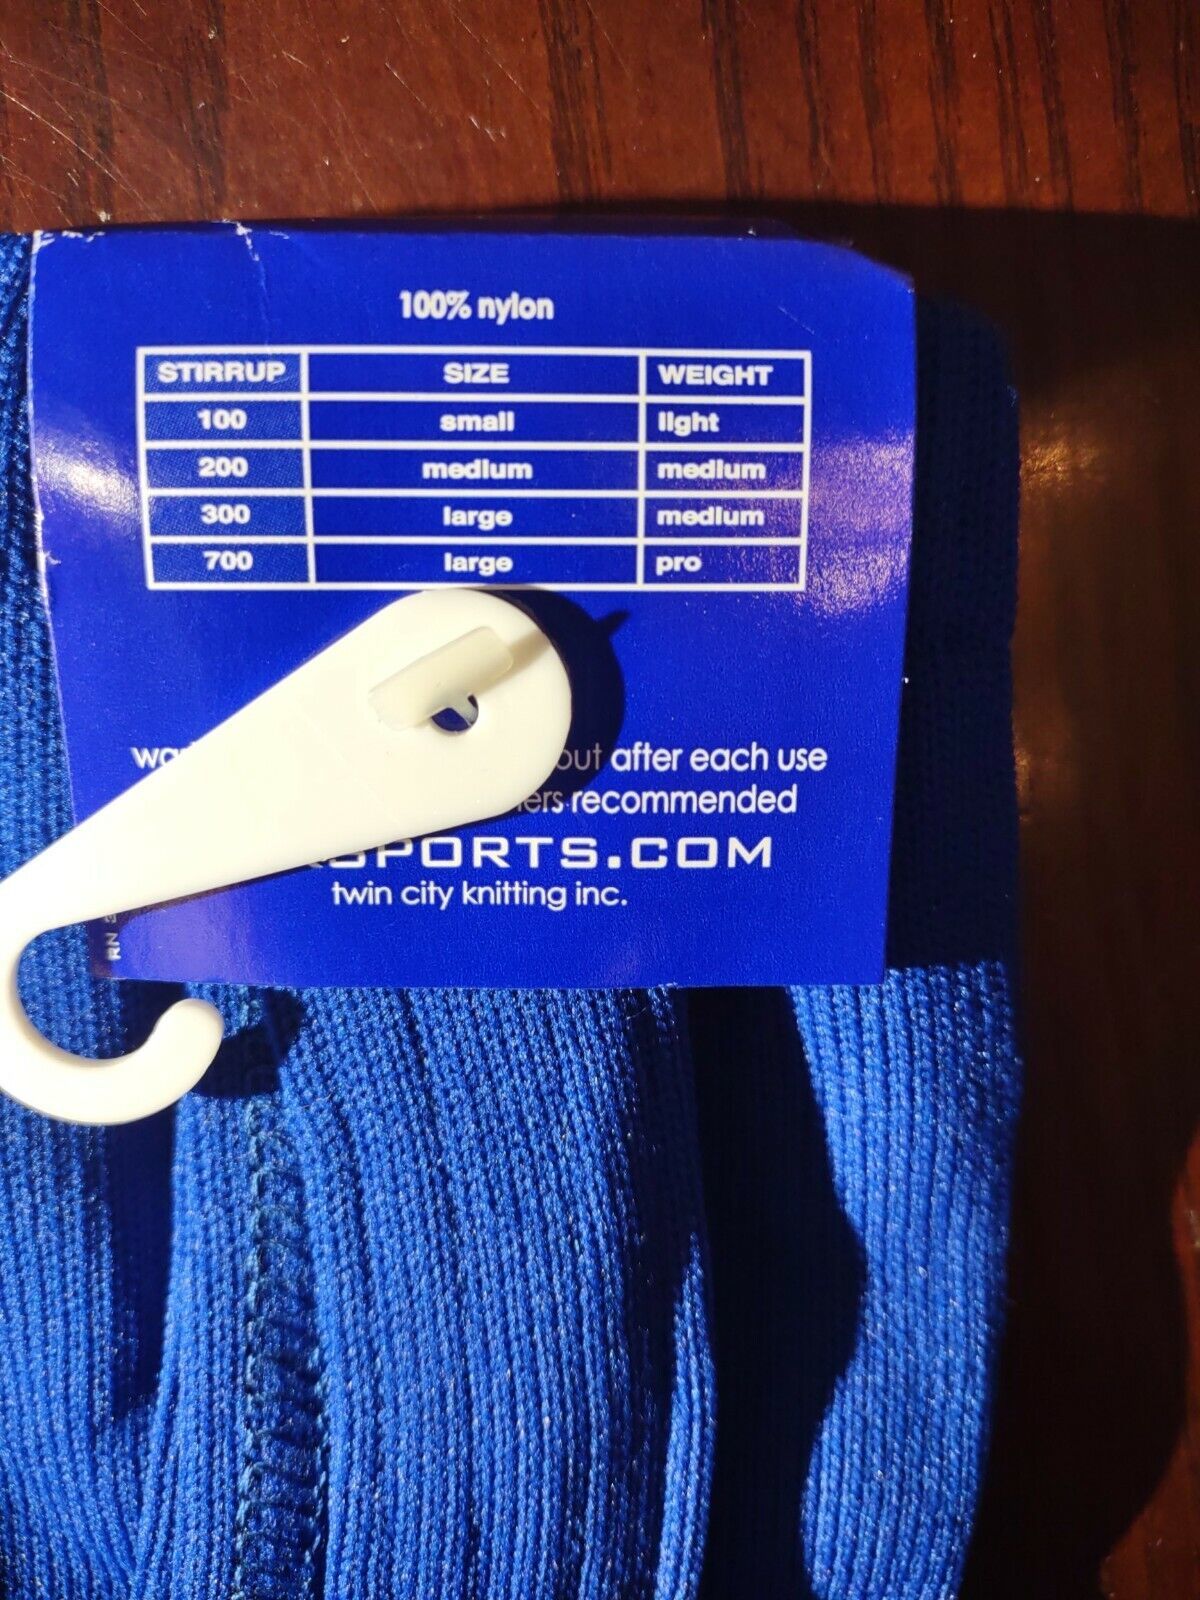 100% nylon
STIRRUP SIZE WEIGHT
100 small light
200 medium medium
300 large medium
700 large pro
out after each use
recommended
SPORTS.COM
twin city knitting inc.
RN